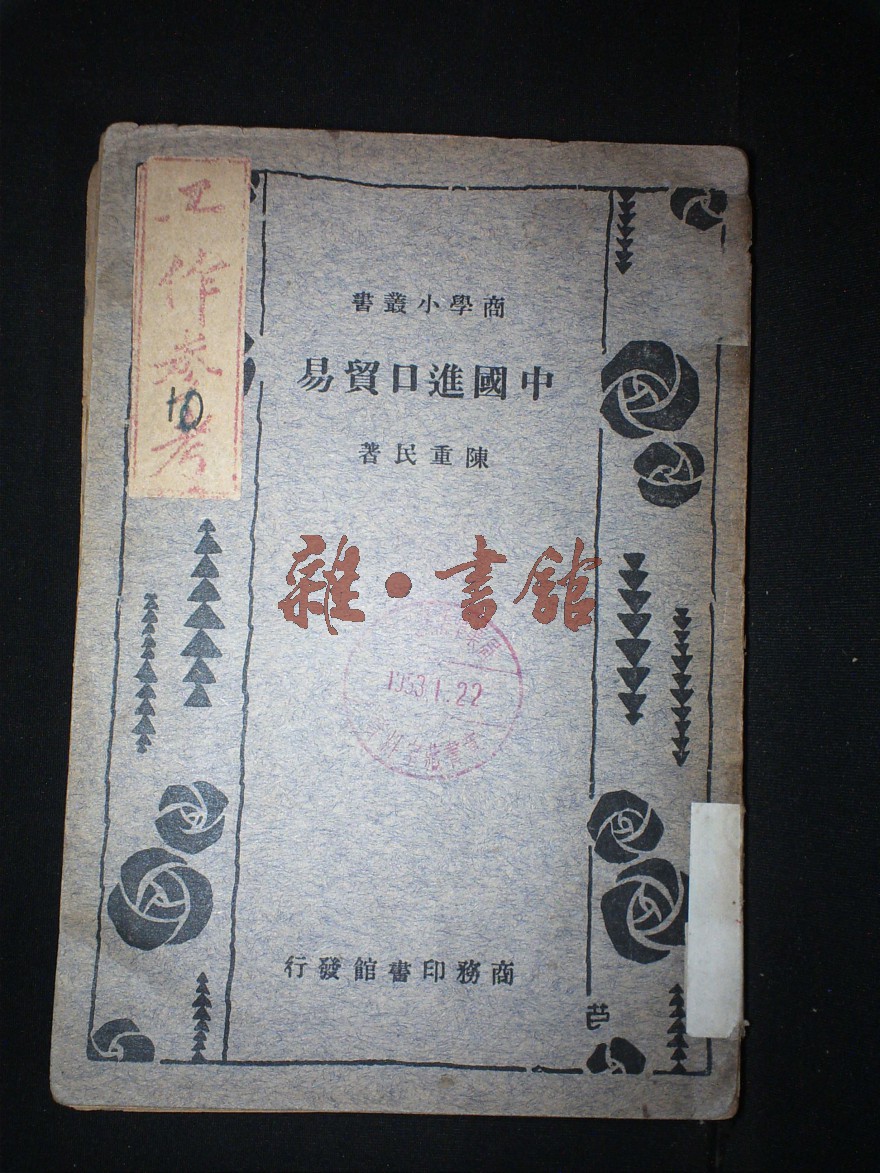 商學小叢書
中國進口貿易
陳重民著
雜·書館
1953.1.22
商務印書館發行
工作參考
10